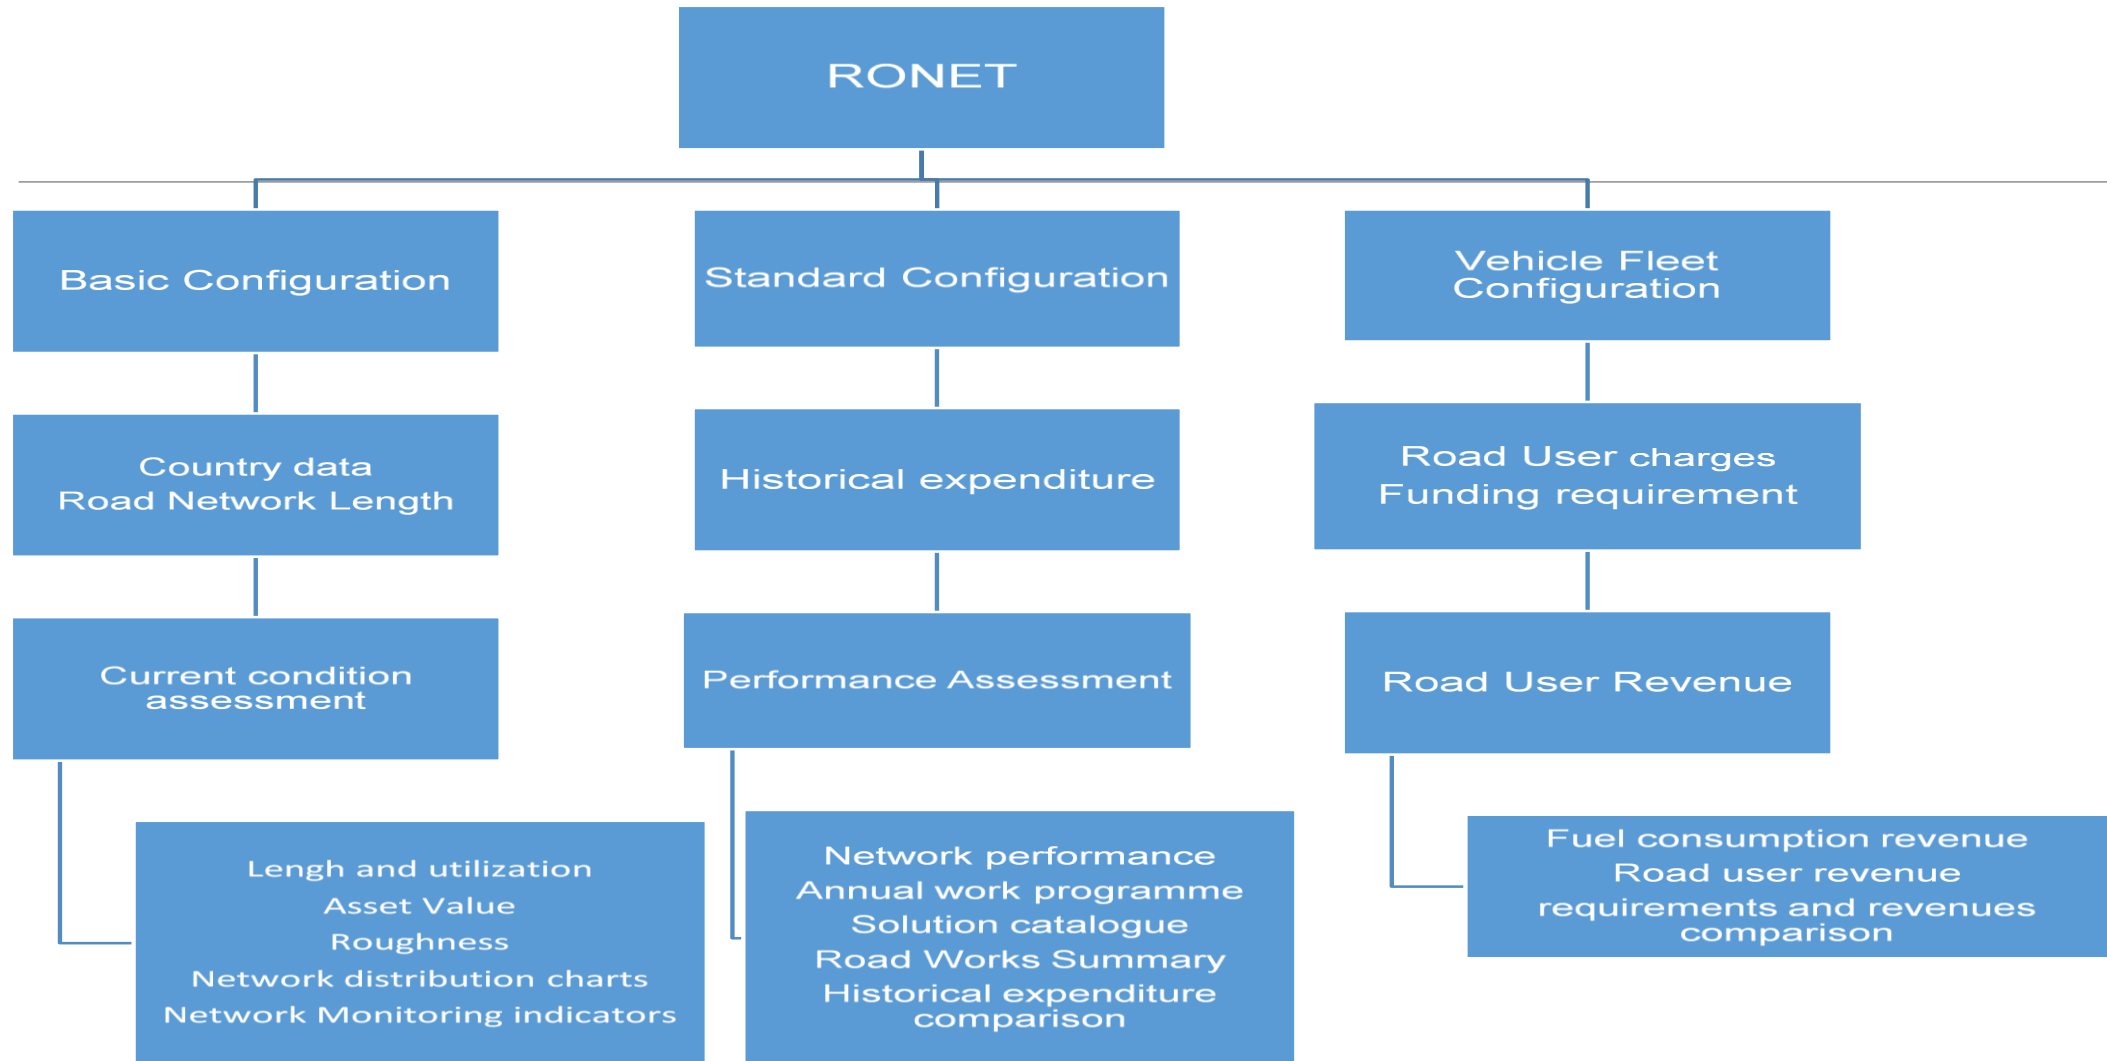 RONET
Basic Configuration
Standard Configuration
Vehicle Fleet
Configuration
Country data
Road Network Length
Historical expenditure
Road User charges
Funding requirement
Current condition
assessment
Performance Assessment
Road User Revenue
Lengh and utilization
Asset Value
Roughness
Network distribution charts
Network Monitoring indicators
Network performance
Annual work programme
Solution catalogue
Road Works Summary
Historical expenditure
comparison
Fuel consumption revenue
Road user revenue
requirements and revenues
comparison